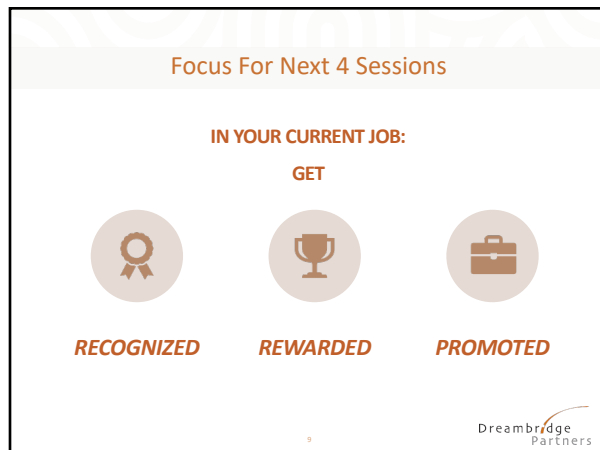 Focus For Next 4 Sessions
IN YOUR CURRENT JOB:
GET
RECOGNIZED REWARDED PROMOTED
9
Dreambridge
Partners